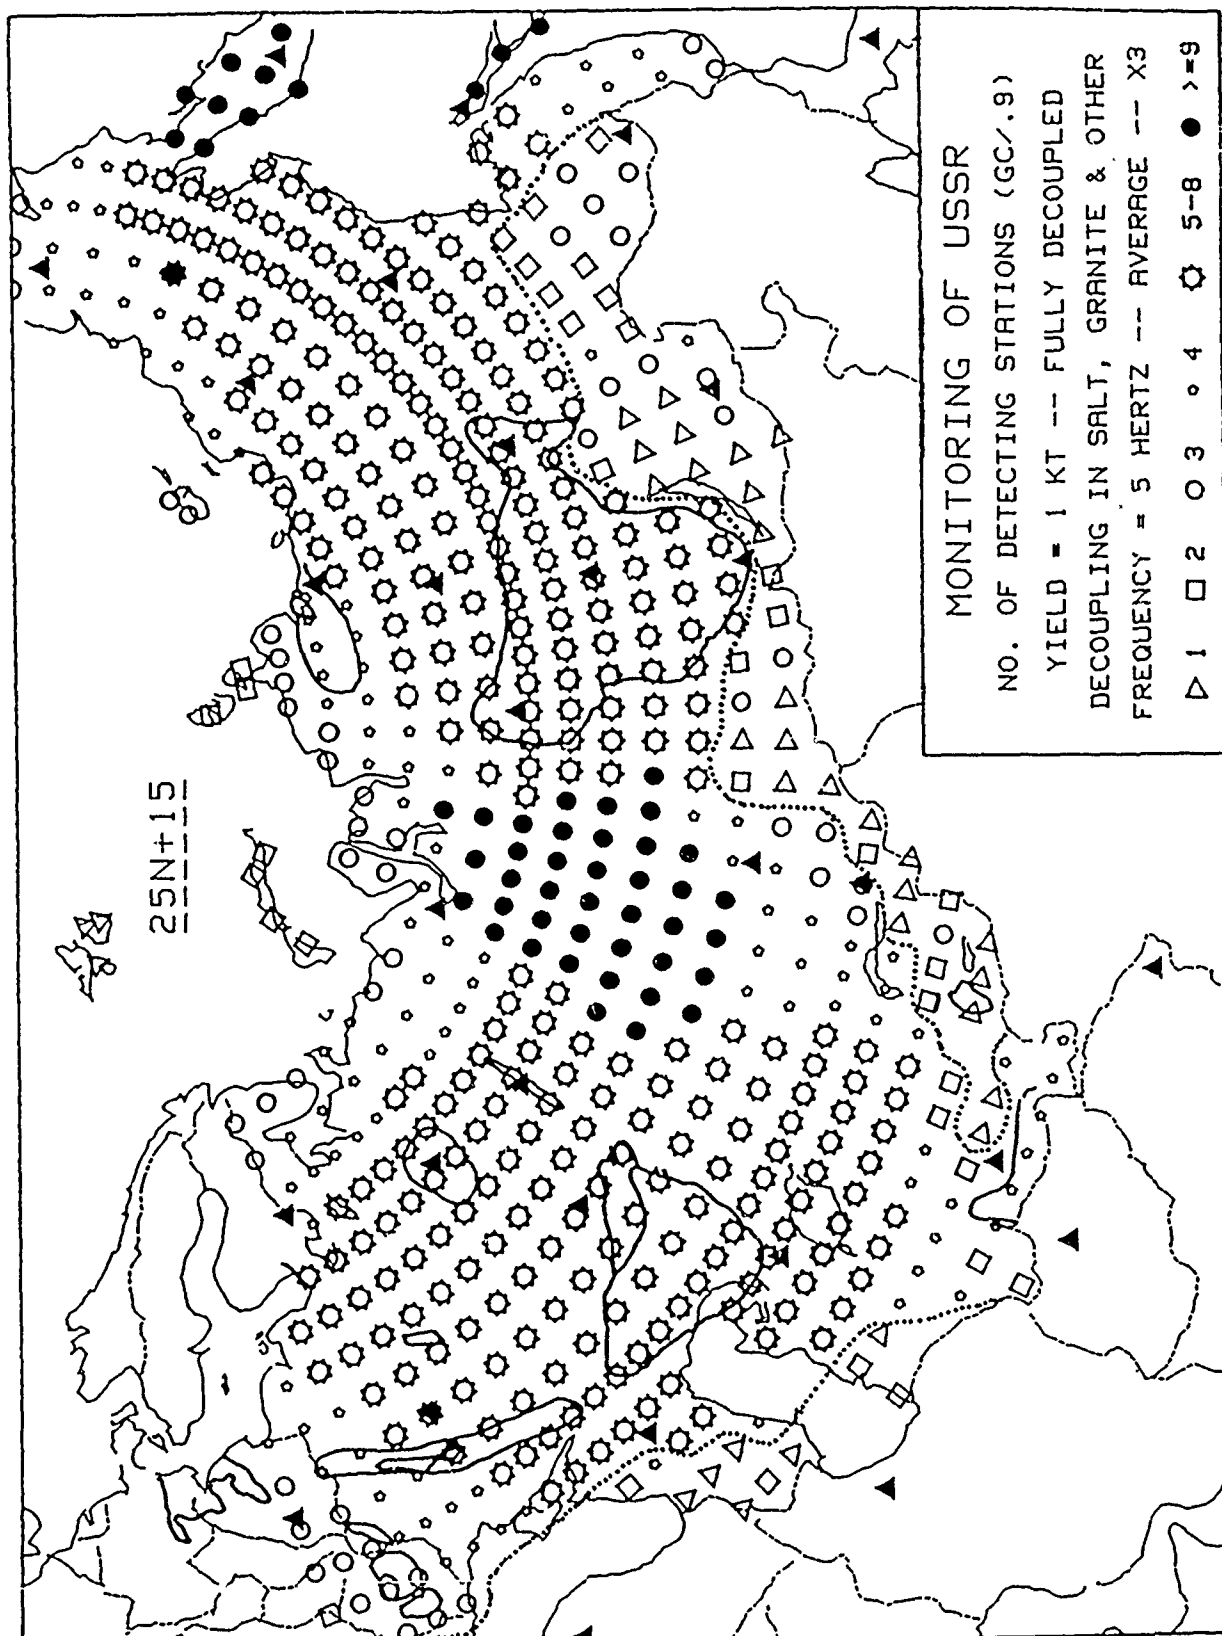 25N+15
MONITORING OF USSR
NO. OF DETECTING STATIONS (GC/.9)
YIELD = 1 KT -- FULLY DECOUPLED
DECOUPLING IN SALT, GRANITE & OTHER
FREQUENCY = 5 HERTZ -- AVERAGE -- X3
▷ 1 □ 2 ○ 3 ∘ 4 ✡ 5-8 ● >=9